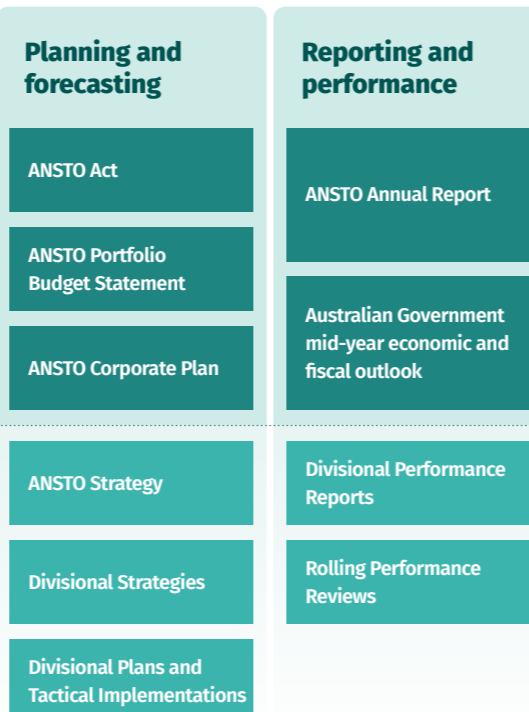 Planning and
forecasting
ANSTO Act
ANSTO Portfolio
Budget Statement
ANSTO Corporate Plan
ANSTO Strategy
Divisional Strategies
Divisional Plans and
Tactical Implementations
Reporting and
performance
ANSTO Annual Report
Australian Government
mid-year economic and
fiscal outlook
Divisional Performance
Reports
Rolling Performance
Reviews